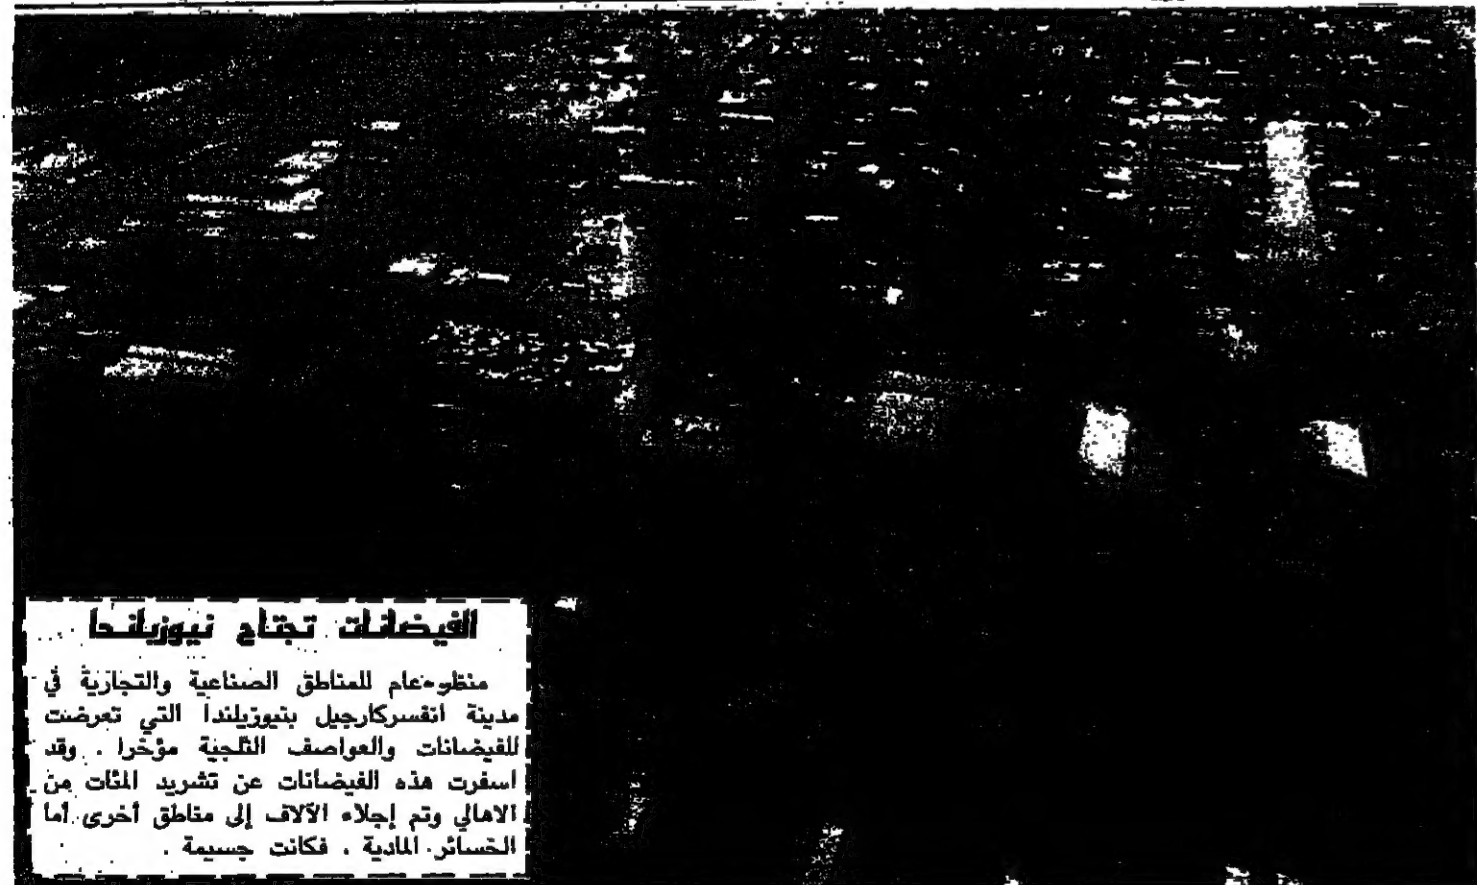 الفيضانات تجتاح نيوزيلندا
منظر عام للمناطق الصناعية والتجارية في
مدينة انفسركارجيل بنيوزيلندا التي تعرضت
للفيضانات والعواصف الثلجية مؤخرا . وقد
اسفرت هذه الفيضانات عن تشريد المئات من
الاهالي وتم إجلاء الآلاف إلى مناطق أخرى أما
الخسائر المادية . فكانت جسيمة .